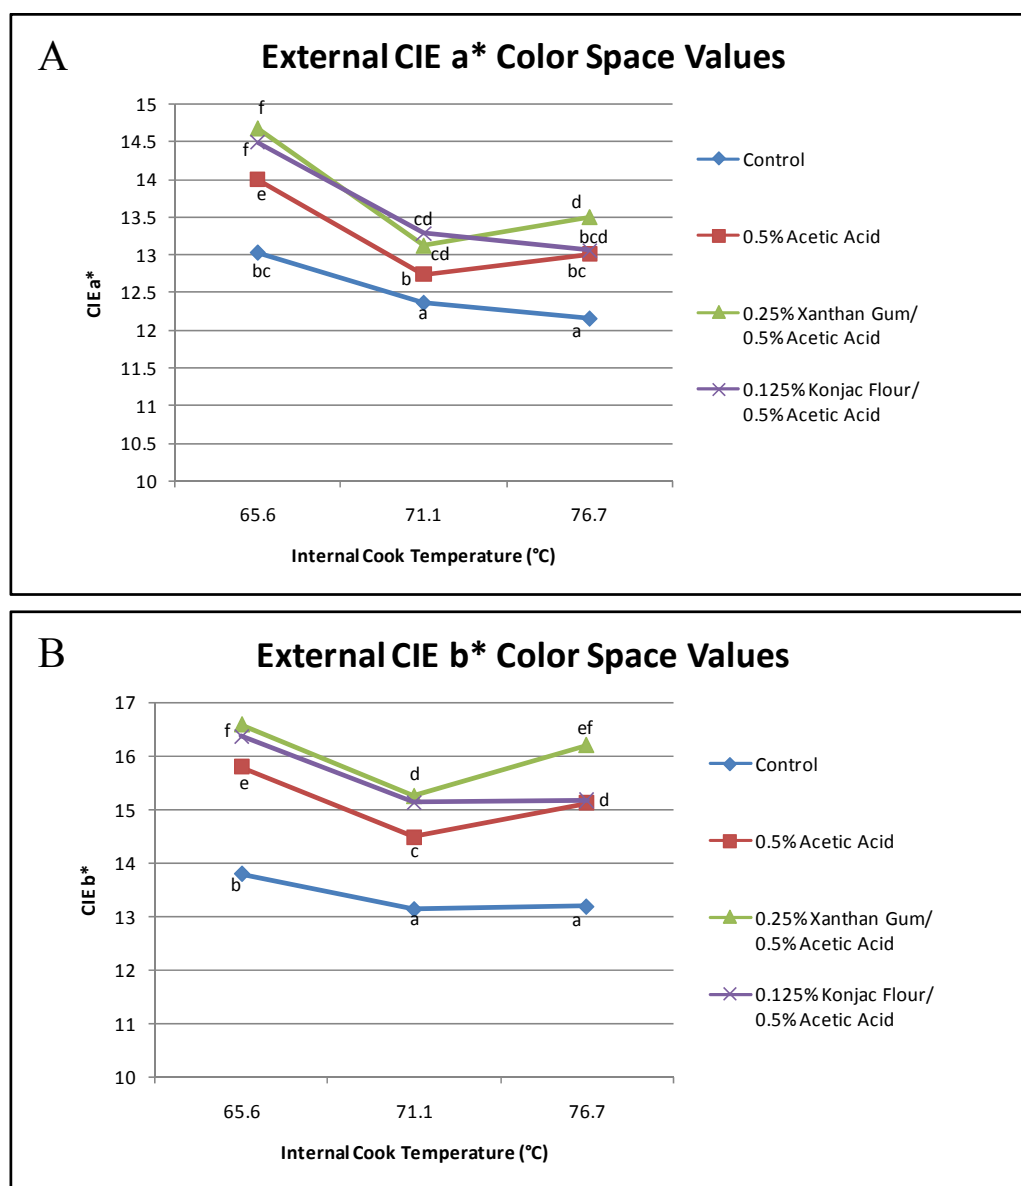 A
External CIE a* Color Space Values
15
14.5
14
13.5
13
12.5
12
11.5
11
10.5
10
CIE a*
f
f
e
bc
cd
cd
b
a
d
bcd
bc
a
65.6
71.1
76.7
Internal Cook Temperature (°C)
Control
0.5% Acetic Acid
0.25% Xanthan Gum/
0.5% Acetic Acid
0.125% Konjac Flour/
0.5% Acetic Acid
B
External CIE b* Color Space Values
17
16
15
14
13
12
11
10
CIE b*
f
e
b
d
c
a
ef
d
a
65.6
71.1
76.7
Internal Cook Temperature (°C)
Control
0.5% Acetic Acid
0.25% Xanthan Gum/
0.5% Acetic Acid
0.125% Konjac Flour/
0.5% Acetic Acid